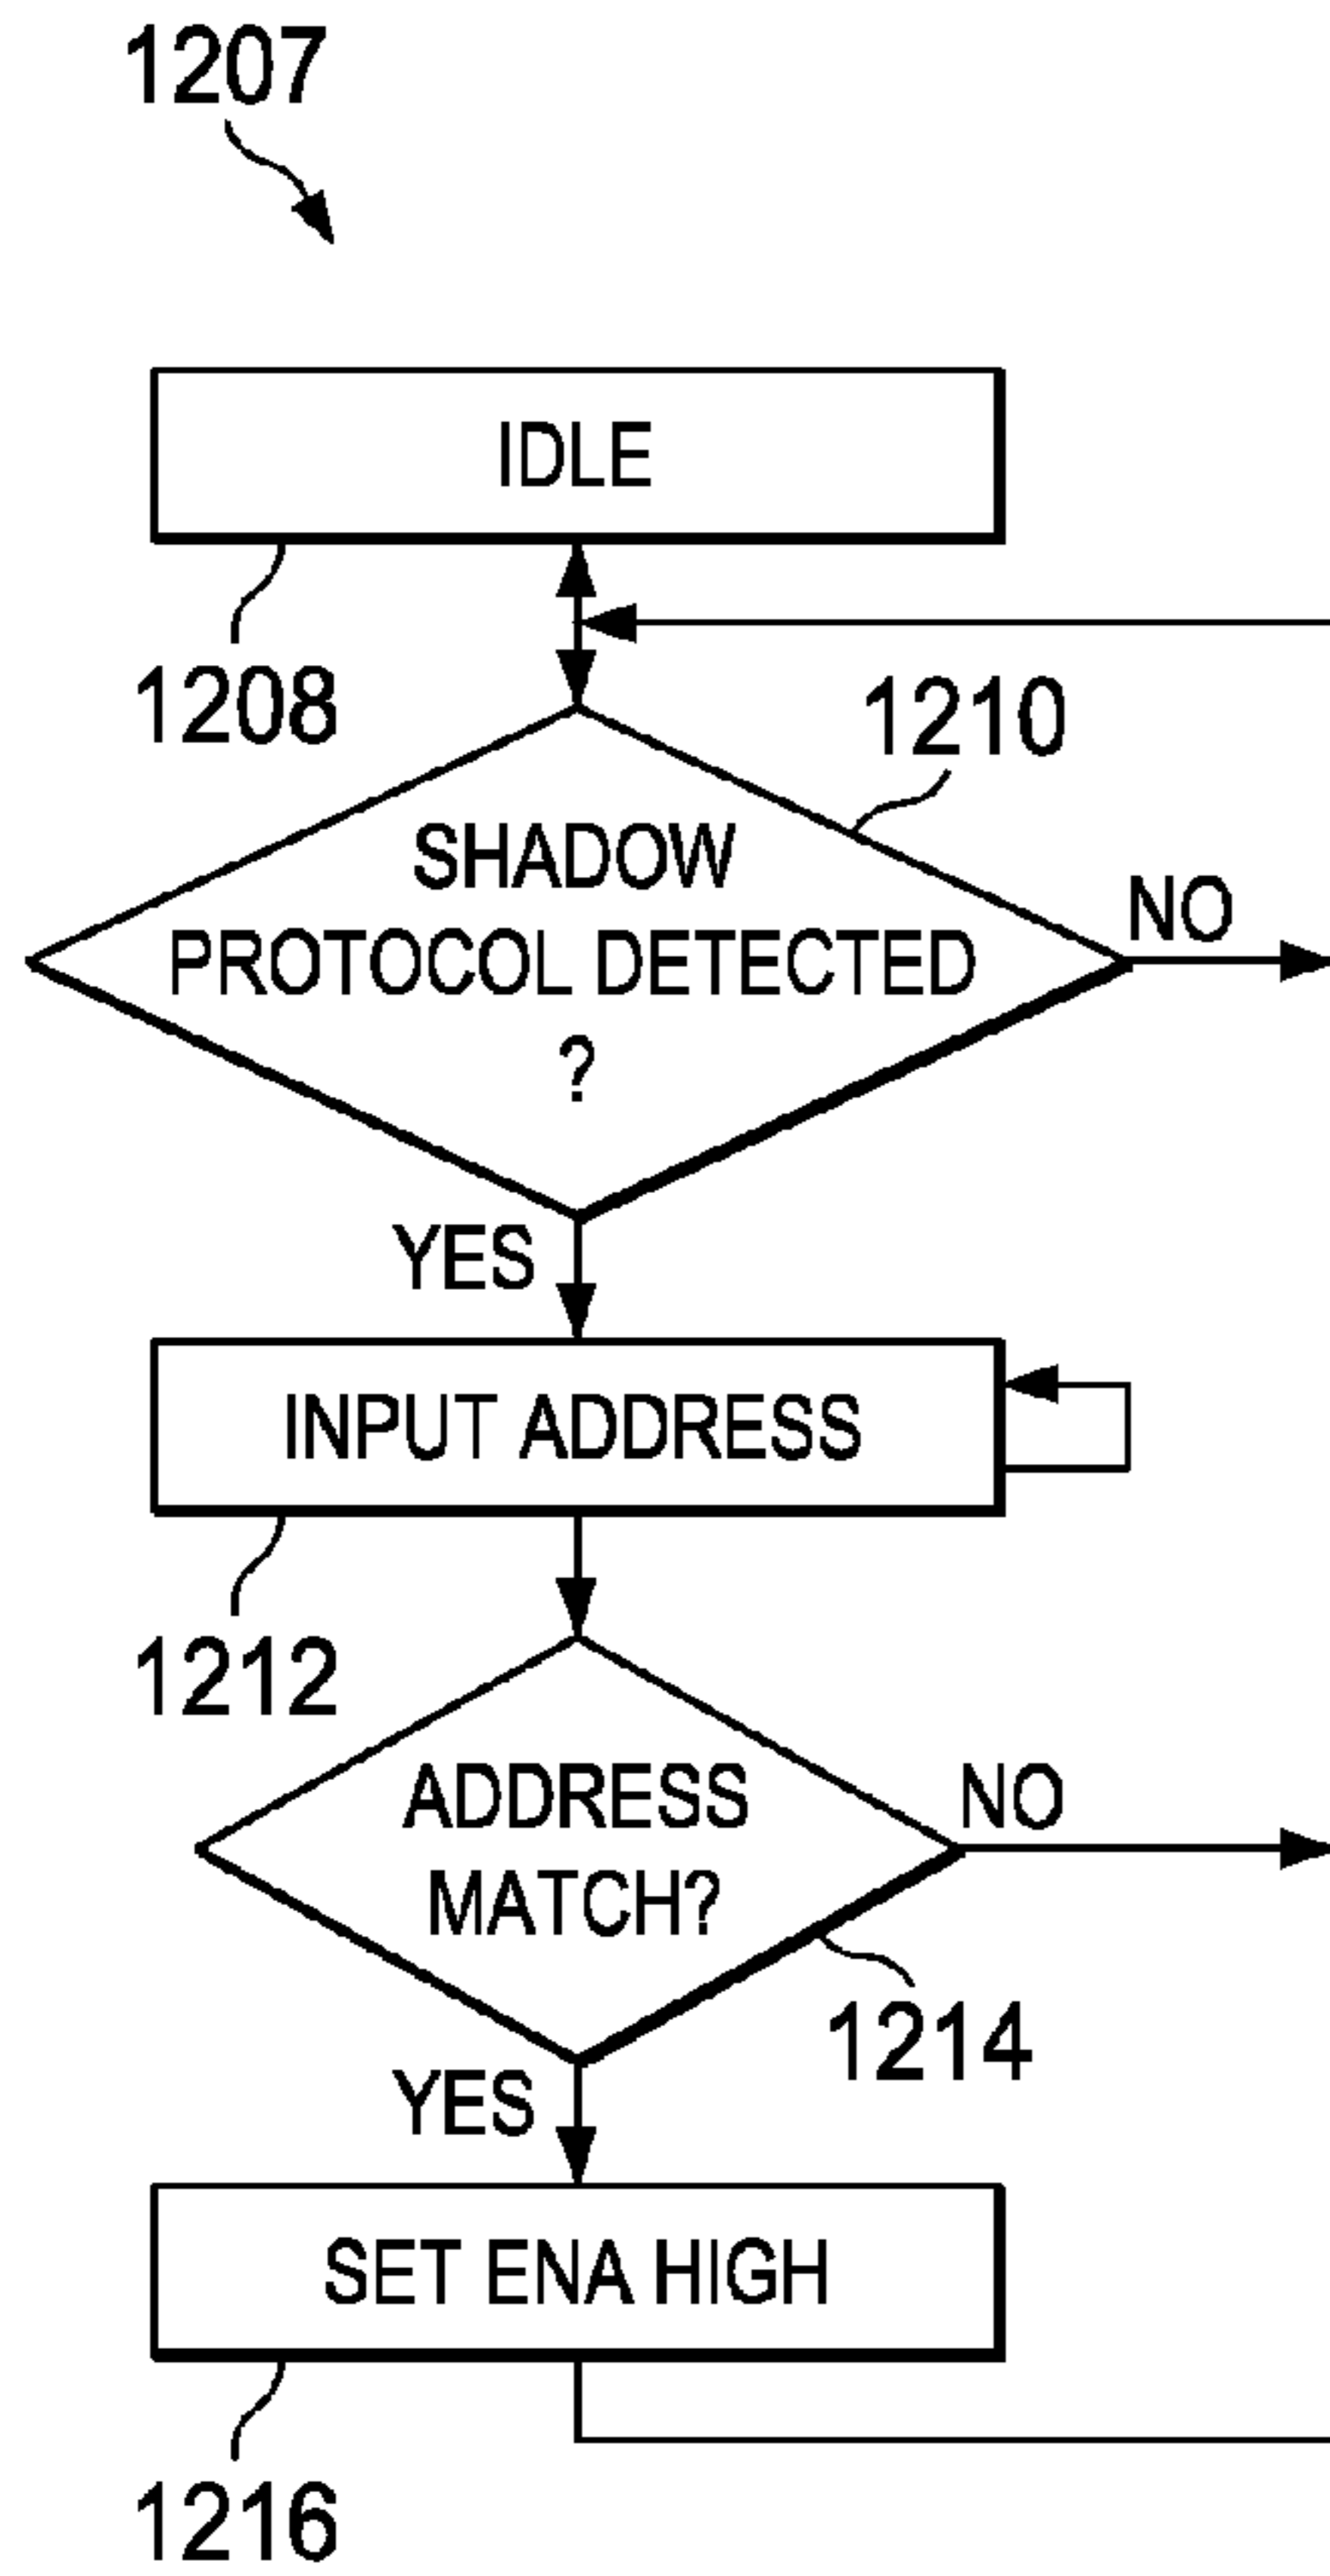 1207
IDLE
1208
1210
SHADOW
PROTOCOL DETECTED
?
NO
YES
INPUT ADDRESS
1212
ADDRESS
MATCH?
NO
1214
YES
SET ENA HIGH
1216